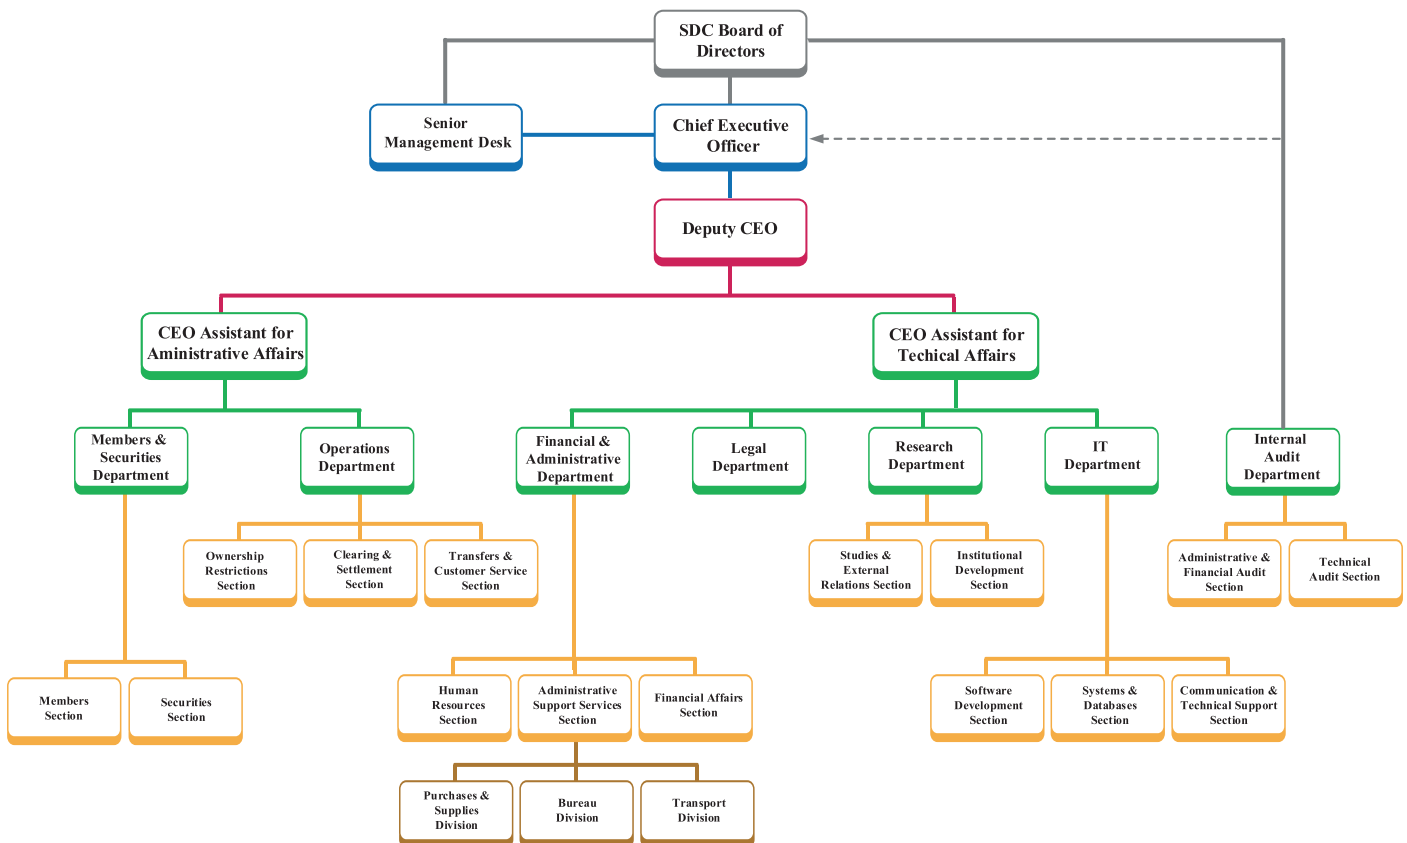 SDC Board of
Directors
Senior
Management Desk
Chief Executive
Officer
Deputy CEO
CEO Assistant for
Aministrative Affairs
CEO Assistant for
Techical Affairs
Members &
Securities
Department
Operations
Department
Financial &
Administrative
Department
Legal
Department
Research
Department
IT
Department
Internal
Audit
Department
Ownership
Restrictions
Section
Clearing &
Settlement
Section
Transfers &
Customer Service
Section
Studies &
External
Relations Section
Institutional
Development
Section
Administrative &
Financial Audit
Section
Technical
Audit Section
Members
Section
Securities
Section
Human
Resources
Section
Administrative
Support Services
Section
Financial Affairs
Section
Software
Development
Section
Systems &
Databases
Section
Communication &
Technical Support
Section
Purchases &
Supplies
Division
Bureau
Division
Transport
Division